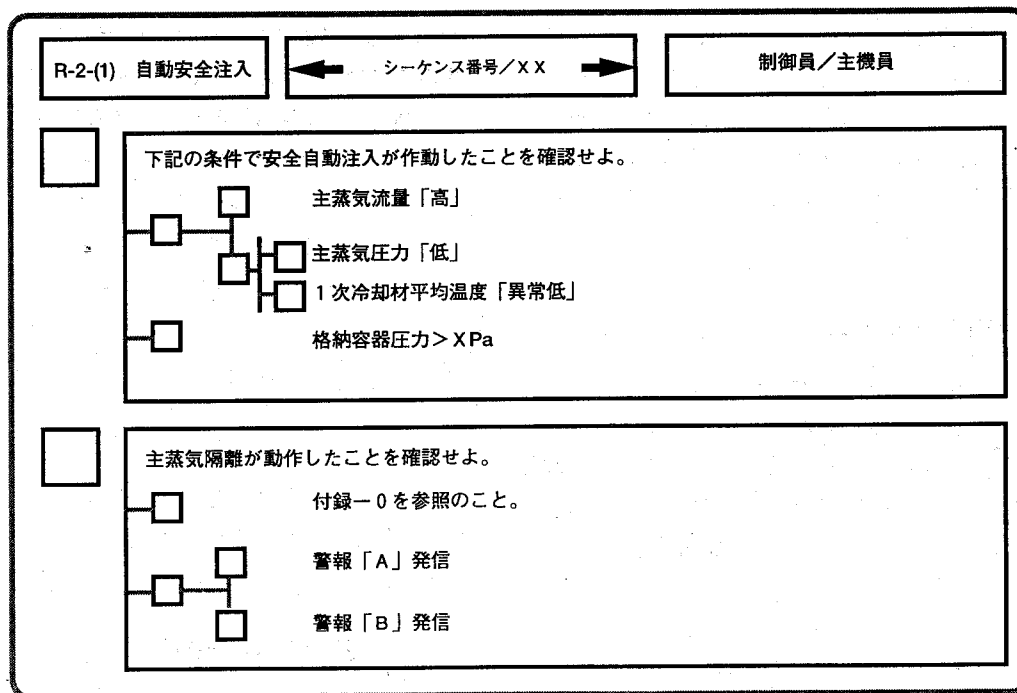 R-2-(1) 自動安全注入
シーケンス番号/XX
制御員/主機員
下記の条件で安全自動注入が作動したことを確認せよ。
主蒸気流量「高」
主蒸気圧力「低」
1次冷却材平均温度「異常低」
格納容器圧力>XPa
主蒸気隔離が動作したことを確認せよ。
付録-0を参照のこと。
警報「A」発信
警報「B」発信